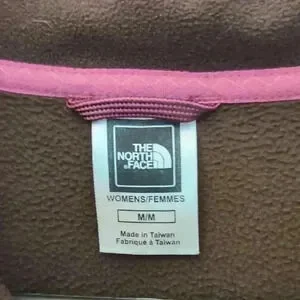 THE
NORTH
FACE
WOMENS/FEMMES
M/M
Made in Taiwan
Fabriqué à Taiwan